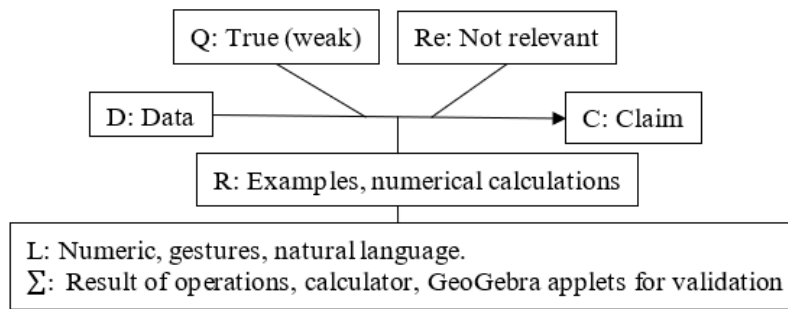 Q: True (weak)
Re: Not relevant
D: Data
C: Claim
R: Examples, numerical calculations
L: Numeric, gestures, natural language.
Σ: Result of operations, calculator, GeoGebra applets for validation